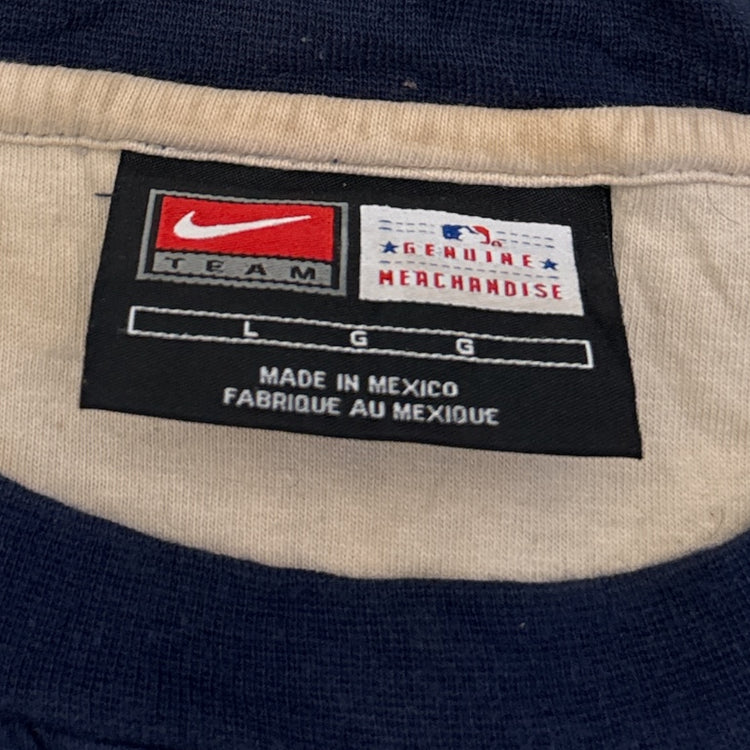 TEAM
GENUINE
MERCHANDISE
L G G
MADE IN MEXICO
FABRIQUE AU MEXIQUE